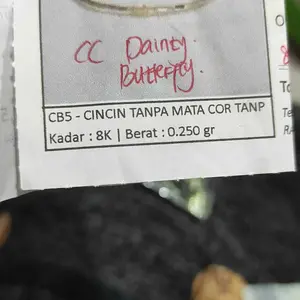 CC Dainty
Butterfly.
CB5 - CINCIN TANPA MATA COR TANP
Kadar : 8K | Berat : 0.250 gr